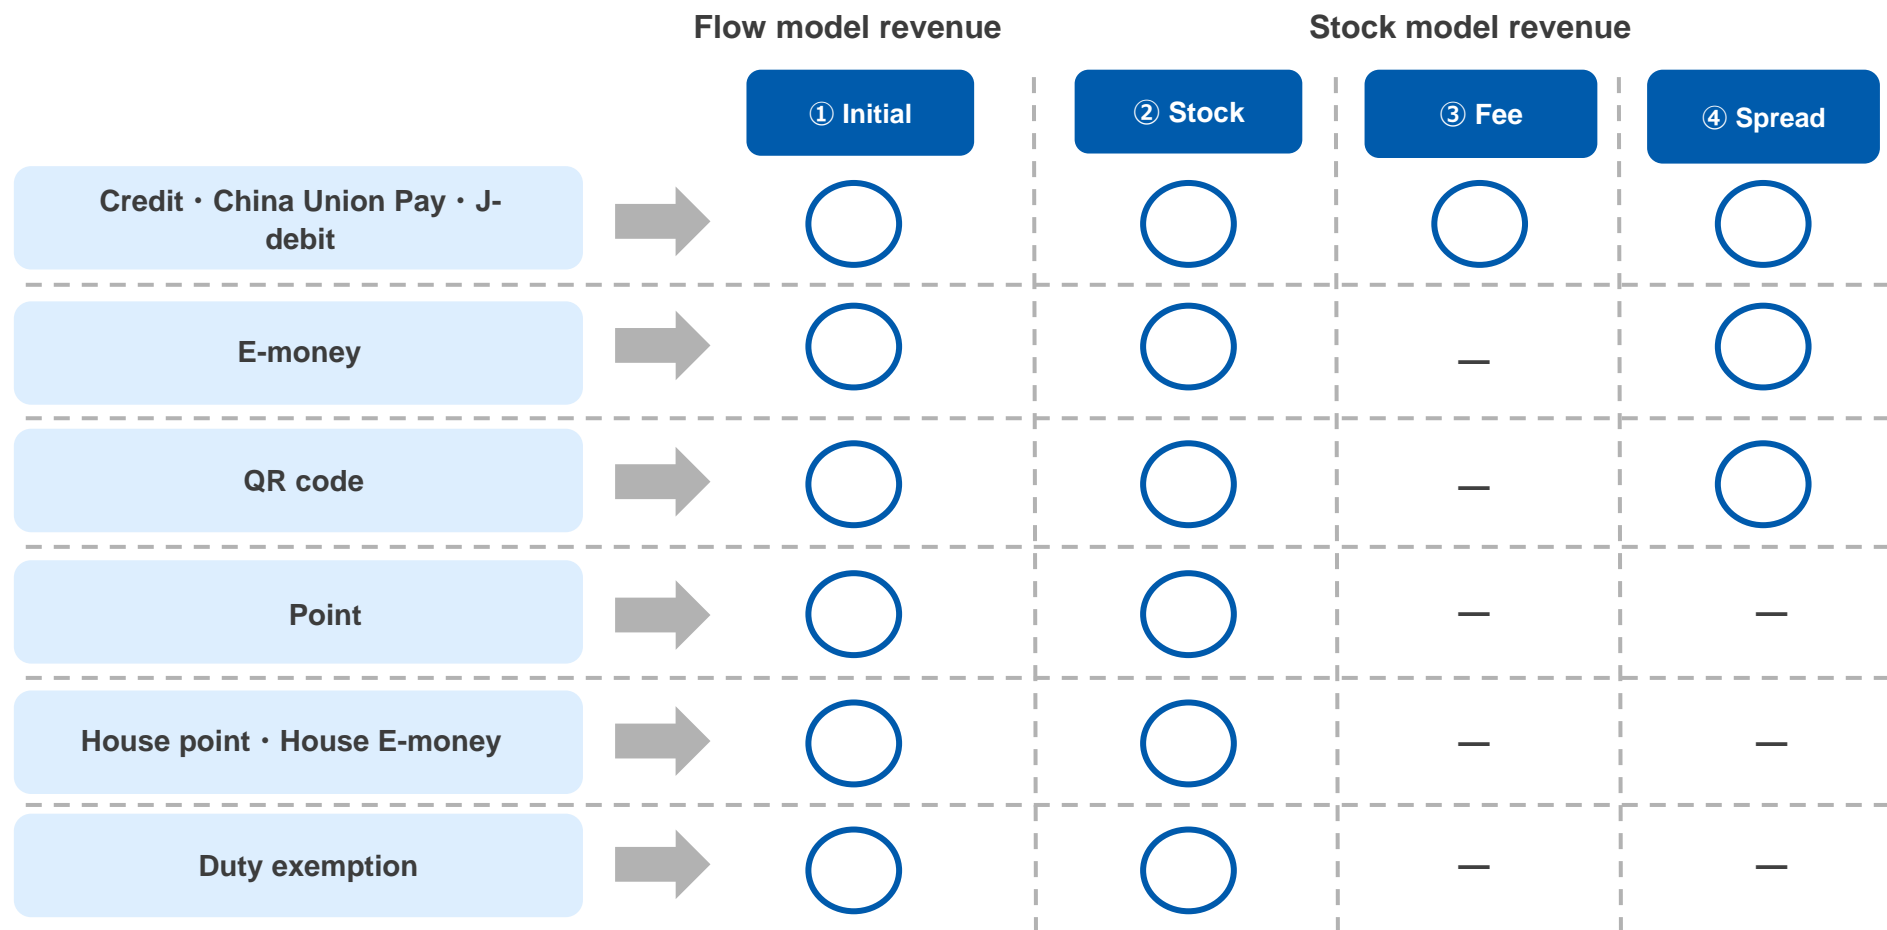 Flow model revenue
Stock model revenue
① Initial
② Stock
③ Fee
④ Spread
Credit・China Union Pay・J-
debit
E-money
—
QR code
—
Point
—
—
House point・House E-money
—
—
Duty exemption
—
—